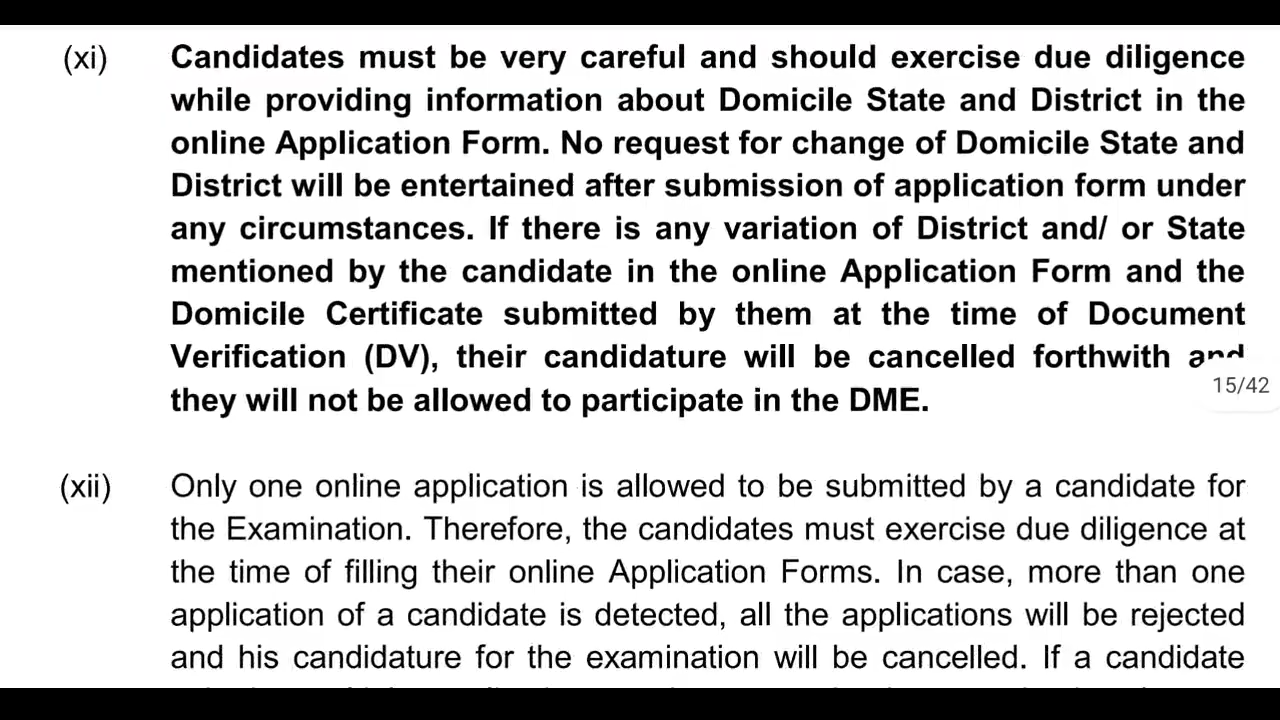 (xi) Candidates must be very careful and should exercise due diligence
while providing information about Domicile State and District in the
online Application Form. No request for change of Domicile State and
District will be entertained after submission of application form under
any circumstances. If there is any variation of District and/ or State
mentioned by the candidate in the online Application Form and the
Domicile Certificate submitted by them at the time of Document
Verification (DV), their candidature will be cancelled forthwith and
15/42
they will not be allowed to participate in the DME.
(xii) Only one online application is allowed to be submitted by a candidate for
the Examination. Therefore, the candidates must exercise due diligence at
the time of filling their online Application Forms. In case, more than one
application of a candidate is detected, all the applications will be rejected
and his candidature for the examination will be cancelled. If a candidate